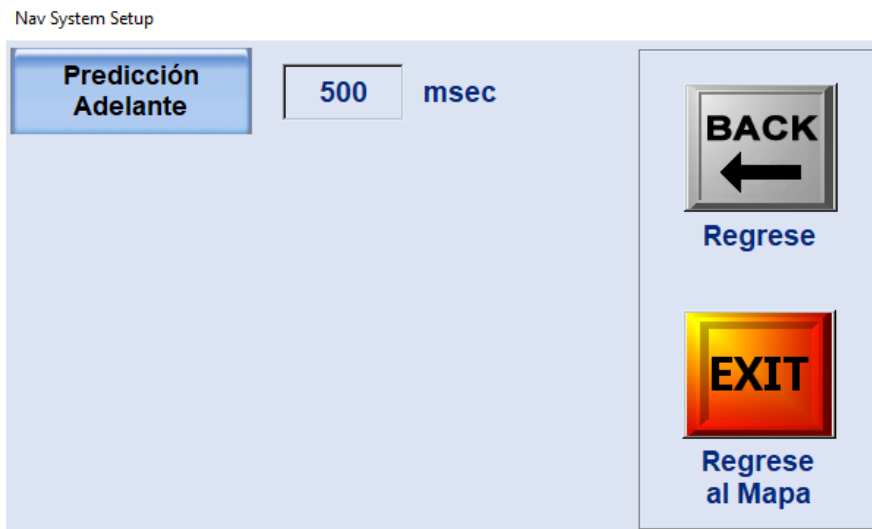 Nav System Setup
Predicción
Adelante
500 msec
BACK
Regrese
EXIT
Regrese
al Mapa